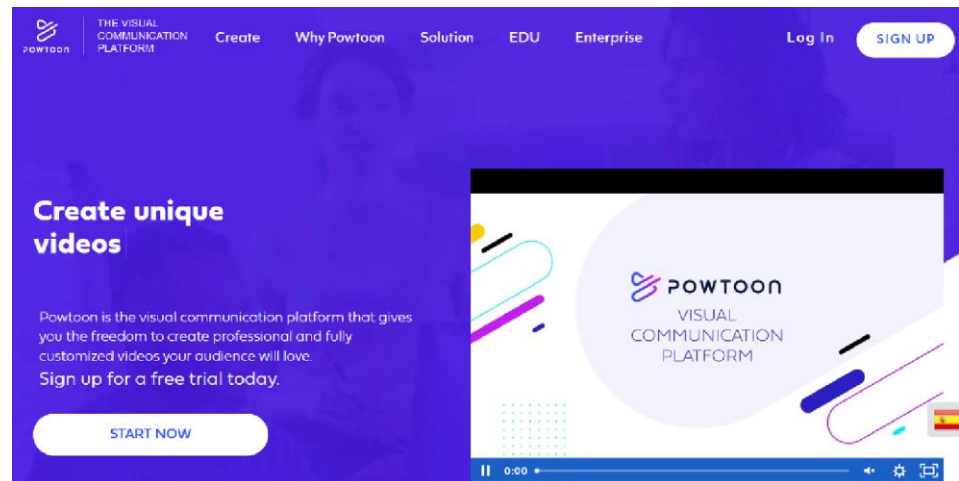 THE VISUAL
COMMUNICATION
PLATFORM
POWTOON
Create Why Powtoon Solution EDU Enterprise Log In SIGN UP
Create unique
videos
Powtoon is the visual communication platform that gives
you the freedom to create professional and fully
customized videos your audience will love.
Sign up for a free trial today.
START NOW
POWTOON
VISUAL
COMMUNICATION
PLATFORM
0:00